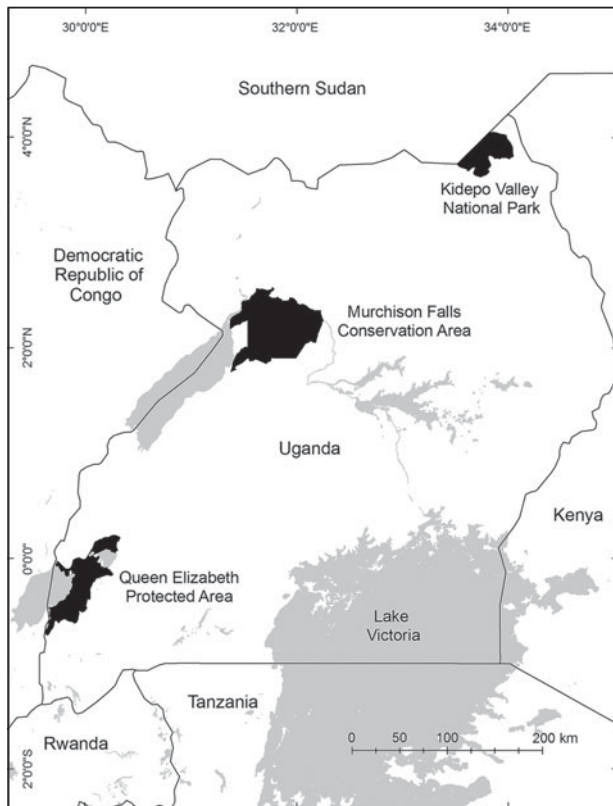 30°0'0"E 32°0'0"E 34°0'0"E
Southern Sudan
4°0'0"N
Kidepo Valley
National Park
Democratic
Republic of
Congo
Murchison Falls
Conservation Area
2°0'0"N
Uganda
Kenya
0°0'0"
Queen Elizabeth
Protected Area
Lake
Victoria
Tanzania
Rwanda
0 50 100 200 km
2°0'0"S